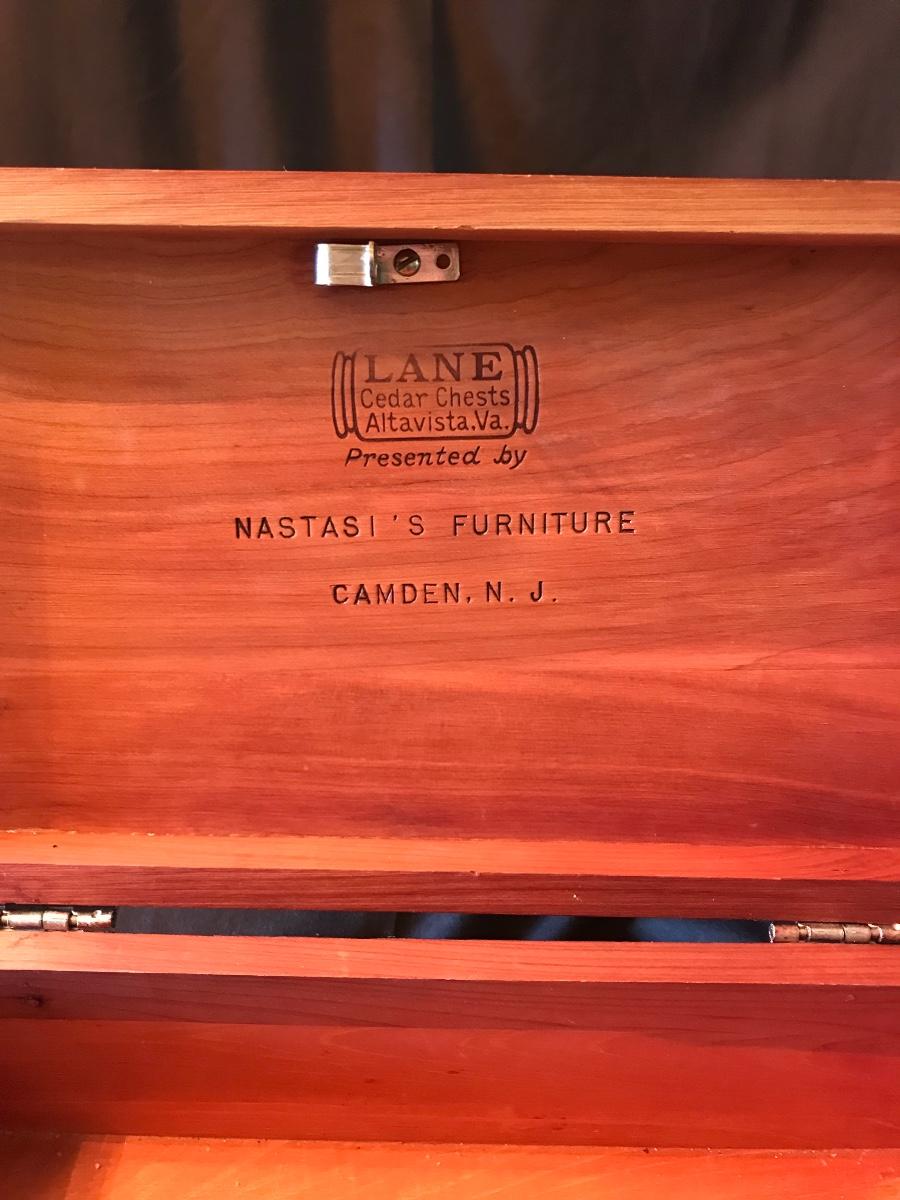 LANE
Cedar Chests
Altavista.Va.
Presented by
NASTASI'S FURNITURE
CAMDEN, N. J.